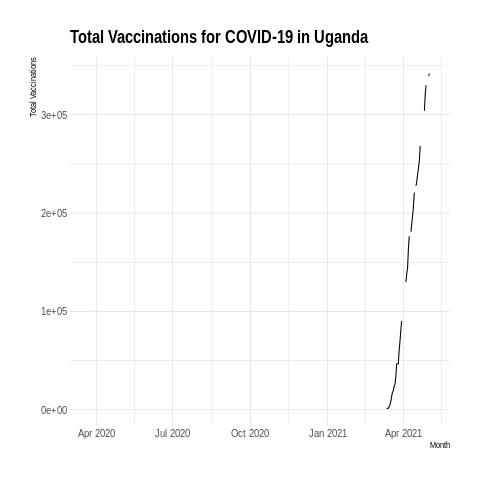 Total Vaccinations for COVID-19 in Uganda
Total Vaccinations
3e+05
2e+05
1e+05
0e+00
Apr 2020 Jul 2020 Oct 2020 Jan 2021 Apr 2021
Month